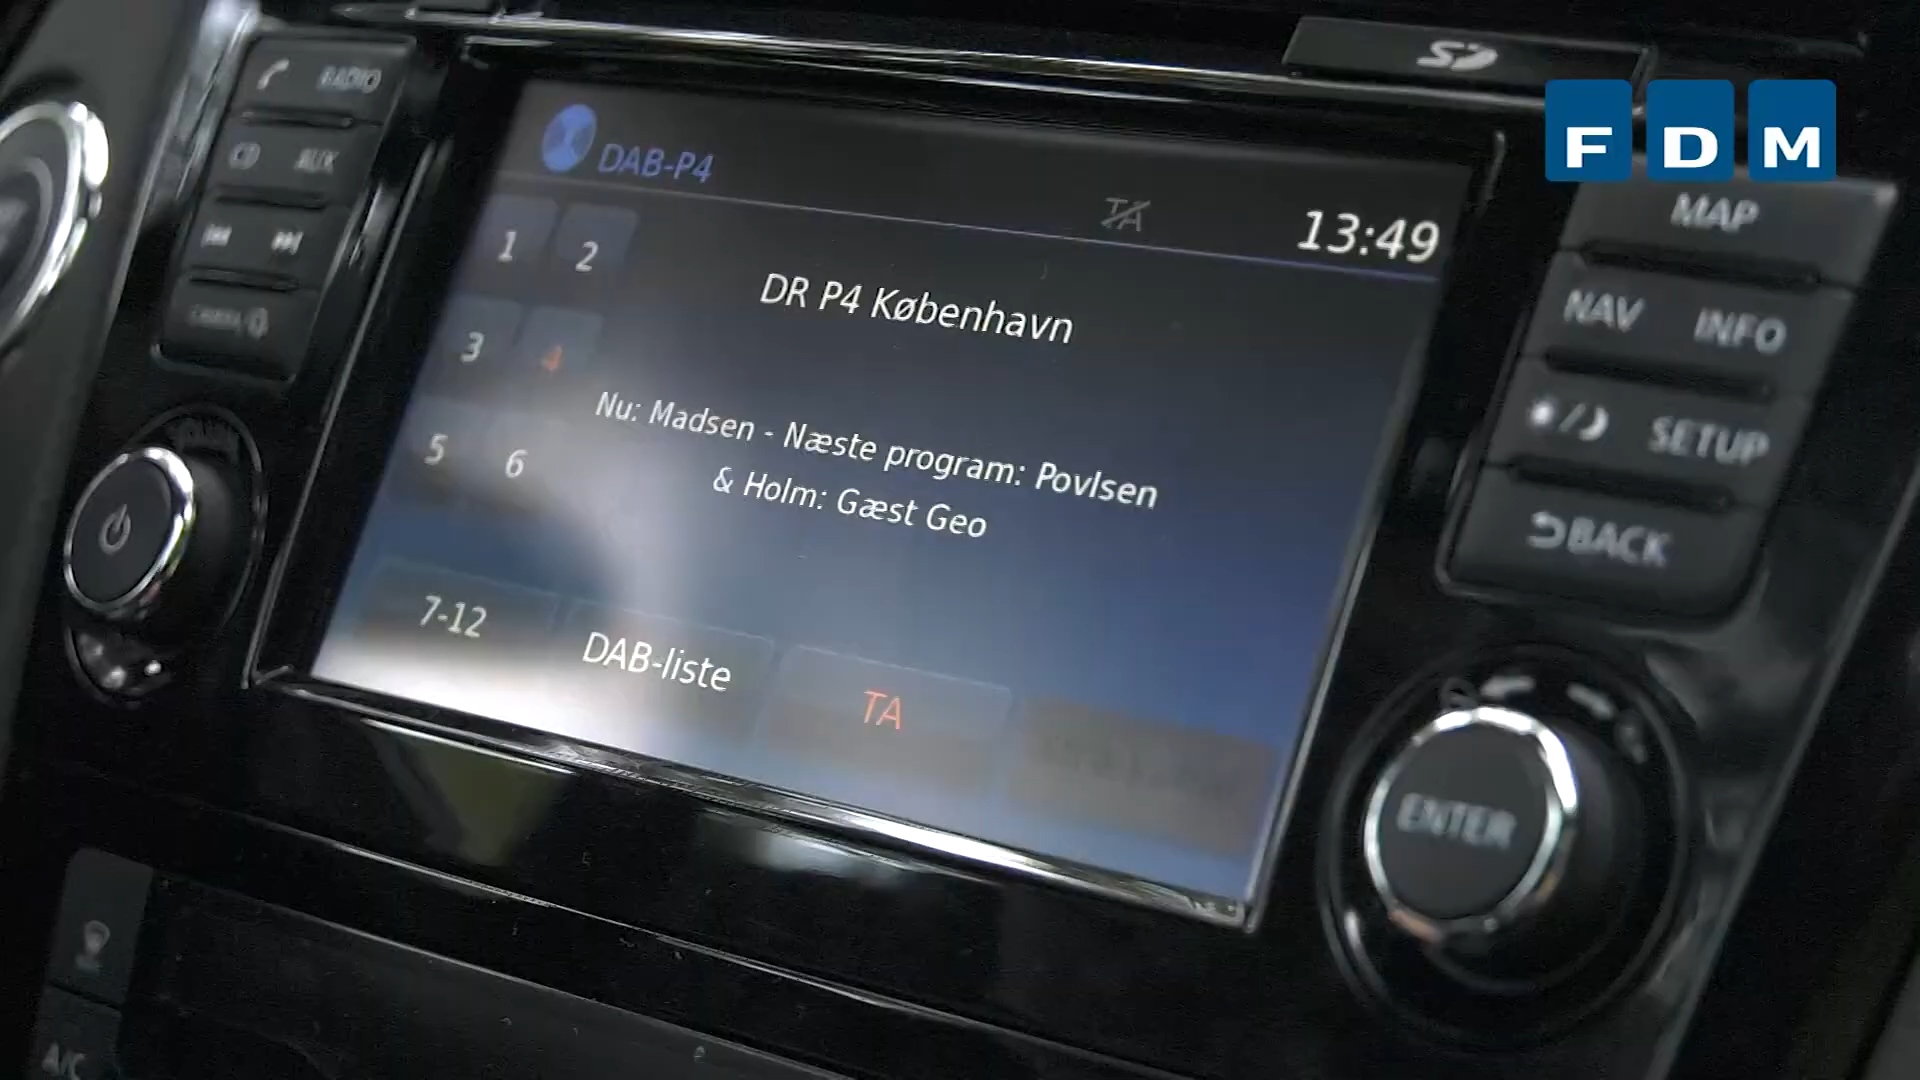 RADIO
CD AUX
SD
FDM
MAP
NAV INFO
SETUP
BACK
ENTER
DAB-P4
TA
13:49
1 2
3 4
5 6
DR P4 København
Nu: Madsen - Næste program: Povlsen
& Holm: Gæst Geo
7-12
DAB-liste
TA
A/C